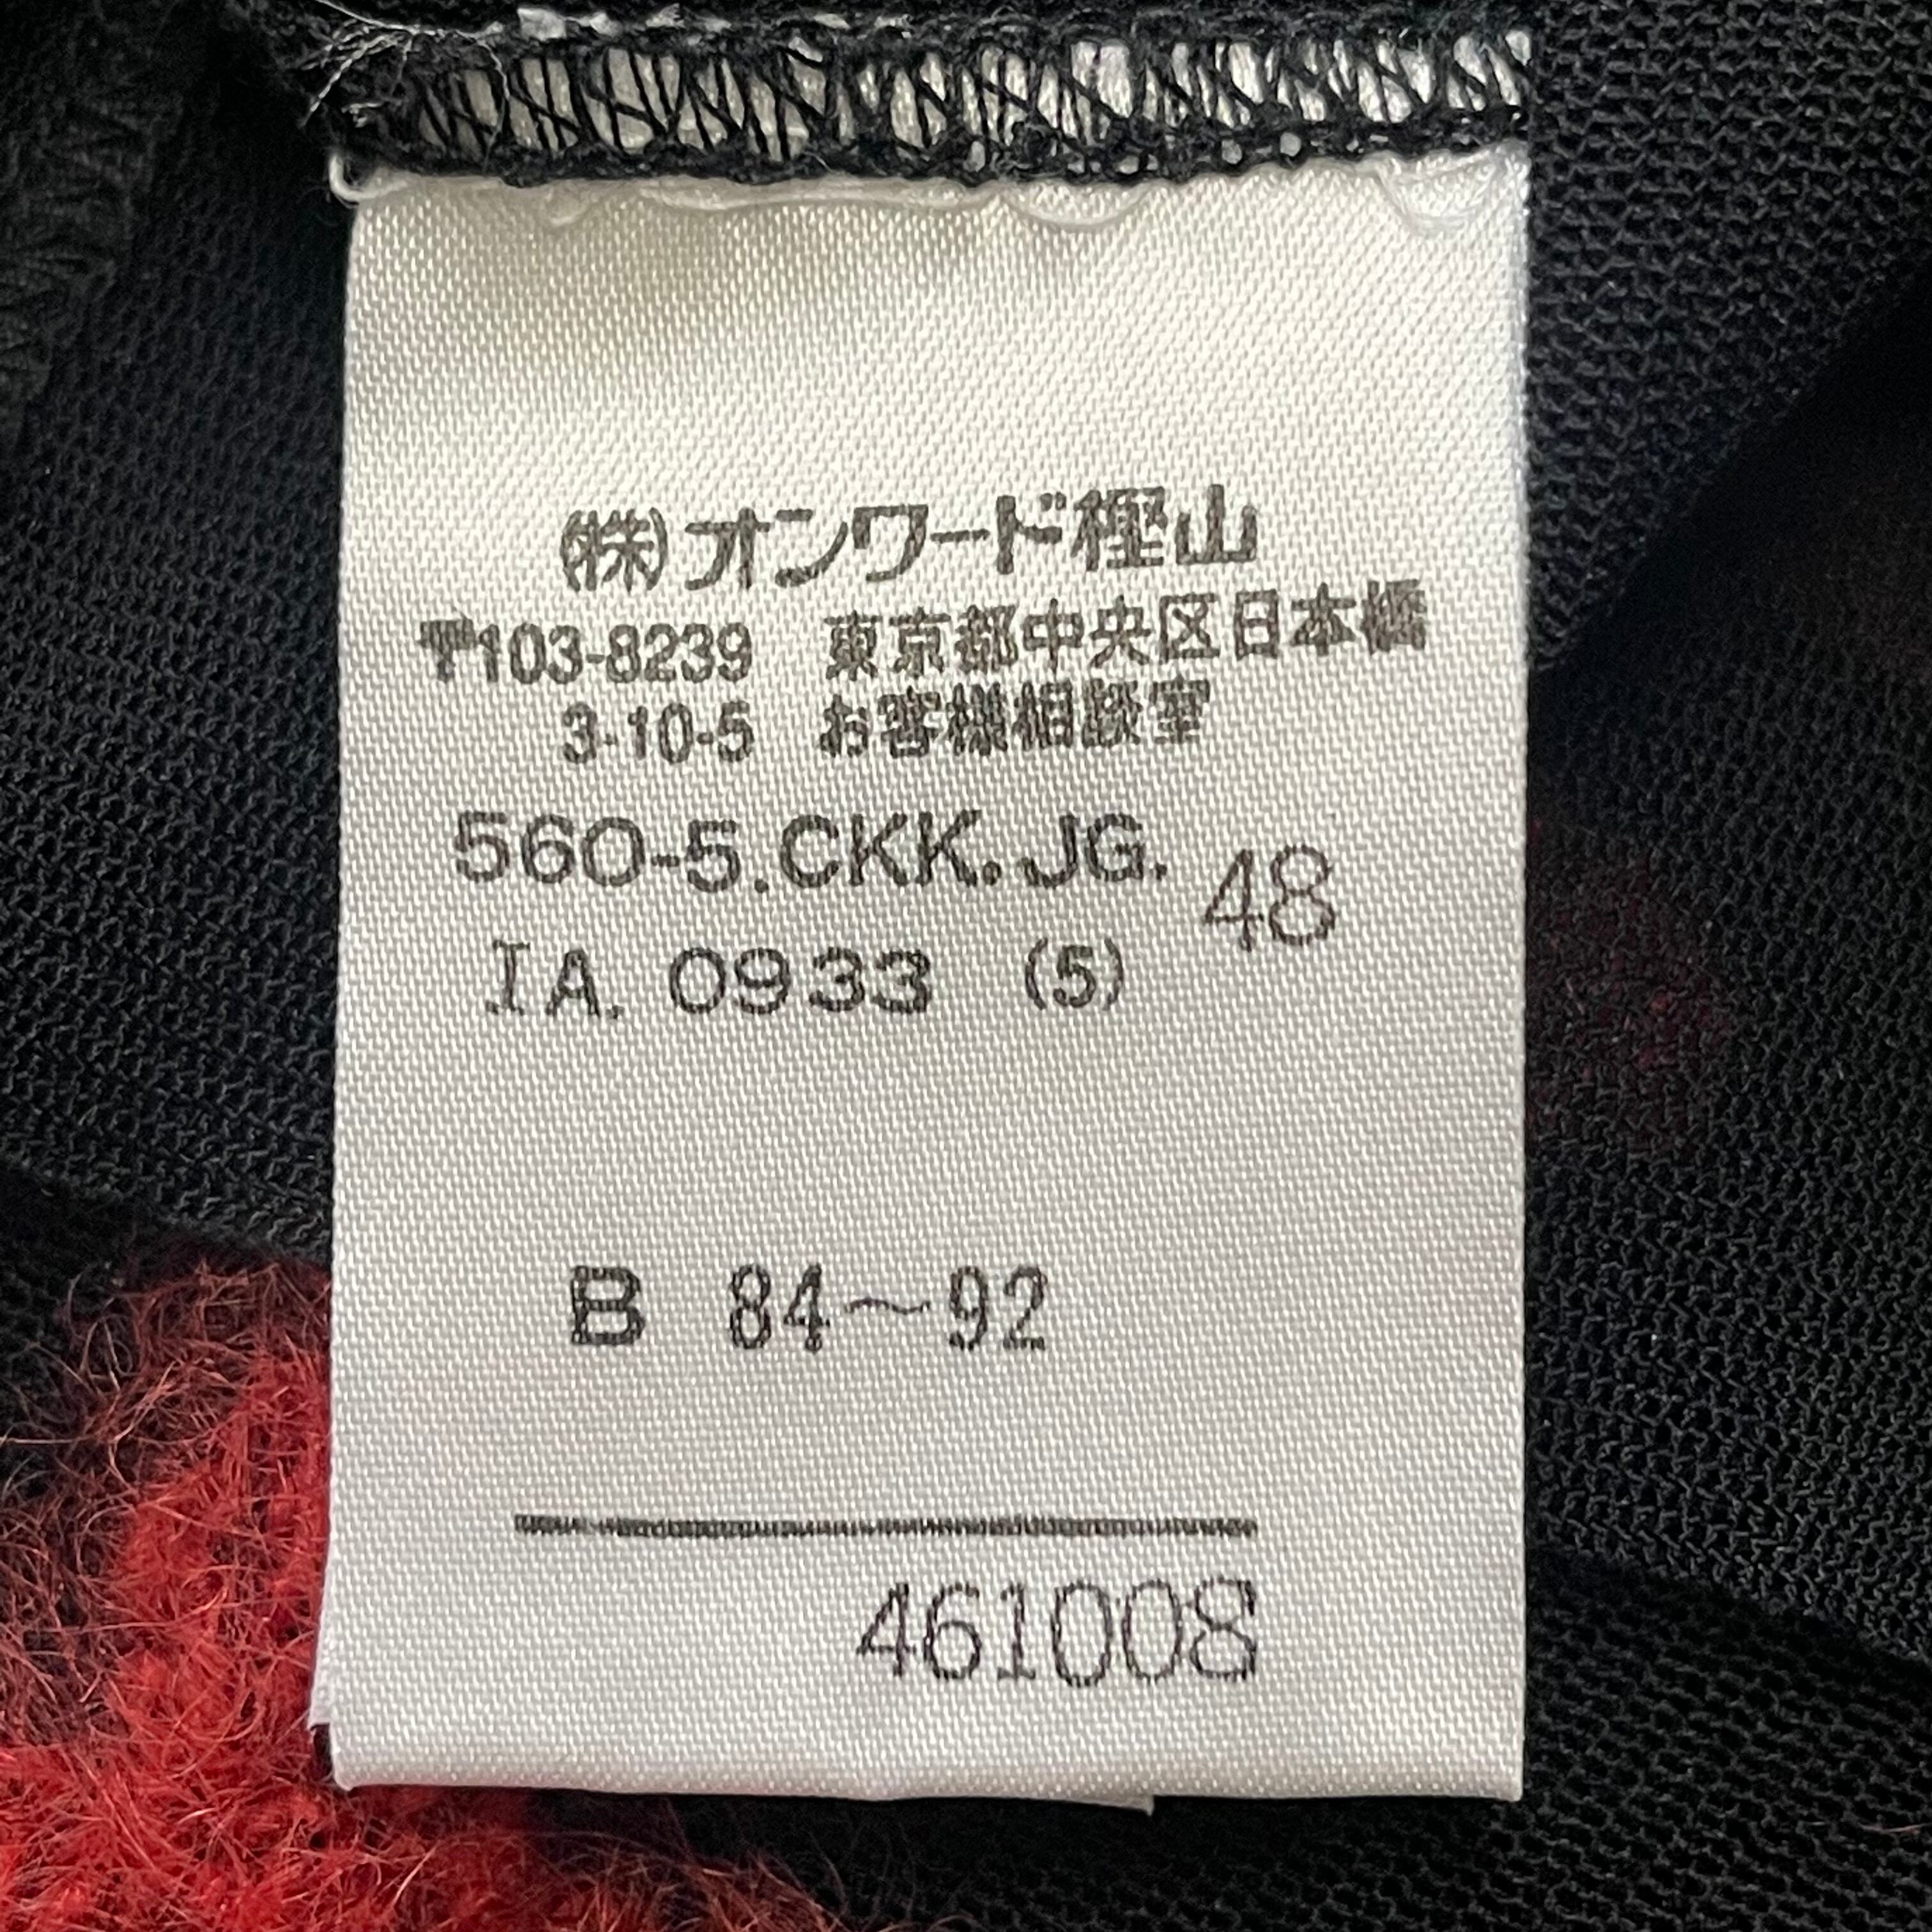 (株)オンワード樫山
〒103-8239 東京都中央区日本橋
3-10-5 お客様相談室
560-5.CKK.JG. 48
IA. 0933 (5)
B 84～92
461008